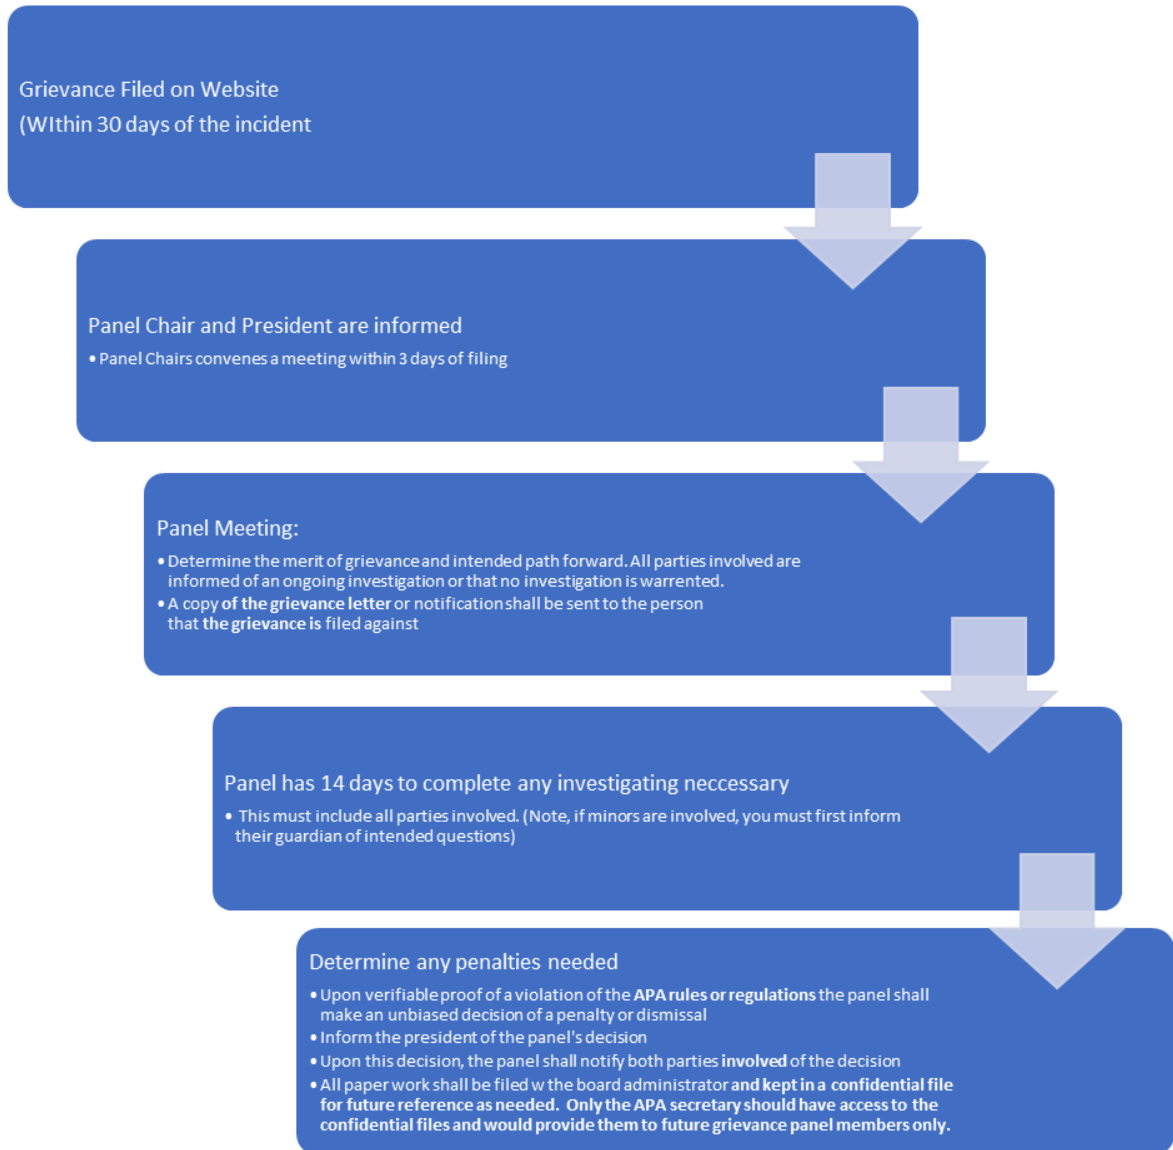 Grievance Filed on Website
(WIthin 30 days of the incident
Panel Chair and President are informed
• Panel Chairs convenes a meeting within 3 days of filing
Panel Meeting:
• Determine the merit of grievance and intended path forward. All parties involved are
informed of an ongoing investigation or that no investigation is warrented.
• A copy of the grievance letter or notification shall be sent to the person
that the grievance is filed against
Panel has 14 days to complete any investigating neccessary
• This must include all parties involved. (Note, if minors are involved, you must first inform
their guardian of intended questions)
Determine any penalties needed
• Upon verifiable proof of a violation of the APA rules or regulations the panel shall
make an unbiased decision of a penalty or dismissal
• Inform the president of the panel's decision
• Upon this decision, the panel shall notify both parties involved of the decision
• All paper work shall be filed w the board administrator and kept in a confidential file
for future reference as needed. Only the APA secretary should have access to the
confidential files and would provide them to future grievance panel members only.